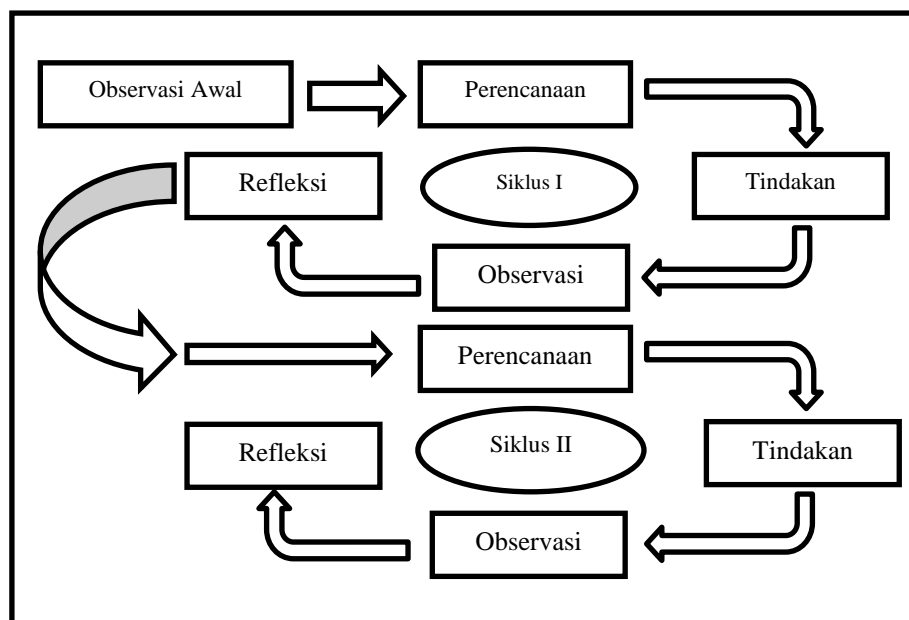 Observasi Awal
Perencanaan
Refleksi
Siklus I
Tindakan
Observasi
Perencanaan
Refleksi
Siklus II
Tindakan
Observasi